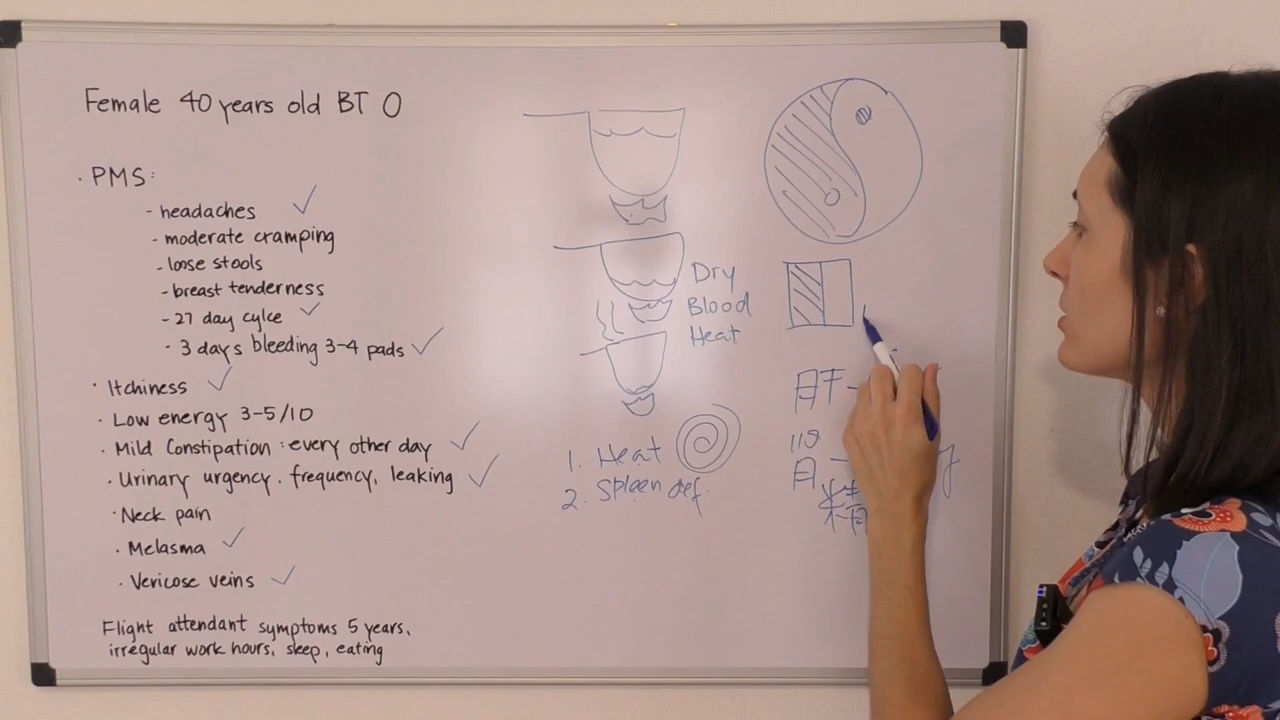 Female 40 years old BT O
· PMS:
- headaches ✓
- moderate cramping
- loose stools
- breast tenderness
- 27 day cylce ✓
- 3 days bleeding 3-4 pads ✓
· Itchiness ✓
· Low energy 3-5/10
· Mild Constipation : every other day ✓
· Urinary urgency. frequency, leaking ✓
· Neck pain
· Melasma ✓
· Vericose veins ✓
Flight attendant symptoms 5 years,
irregular work hours, sleep, eating
Dry
Blood
Heat
1. Heat
2. Spleen def.